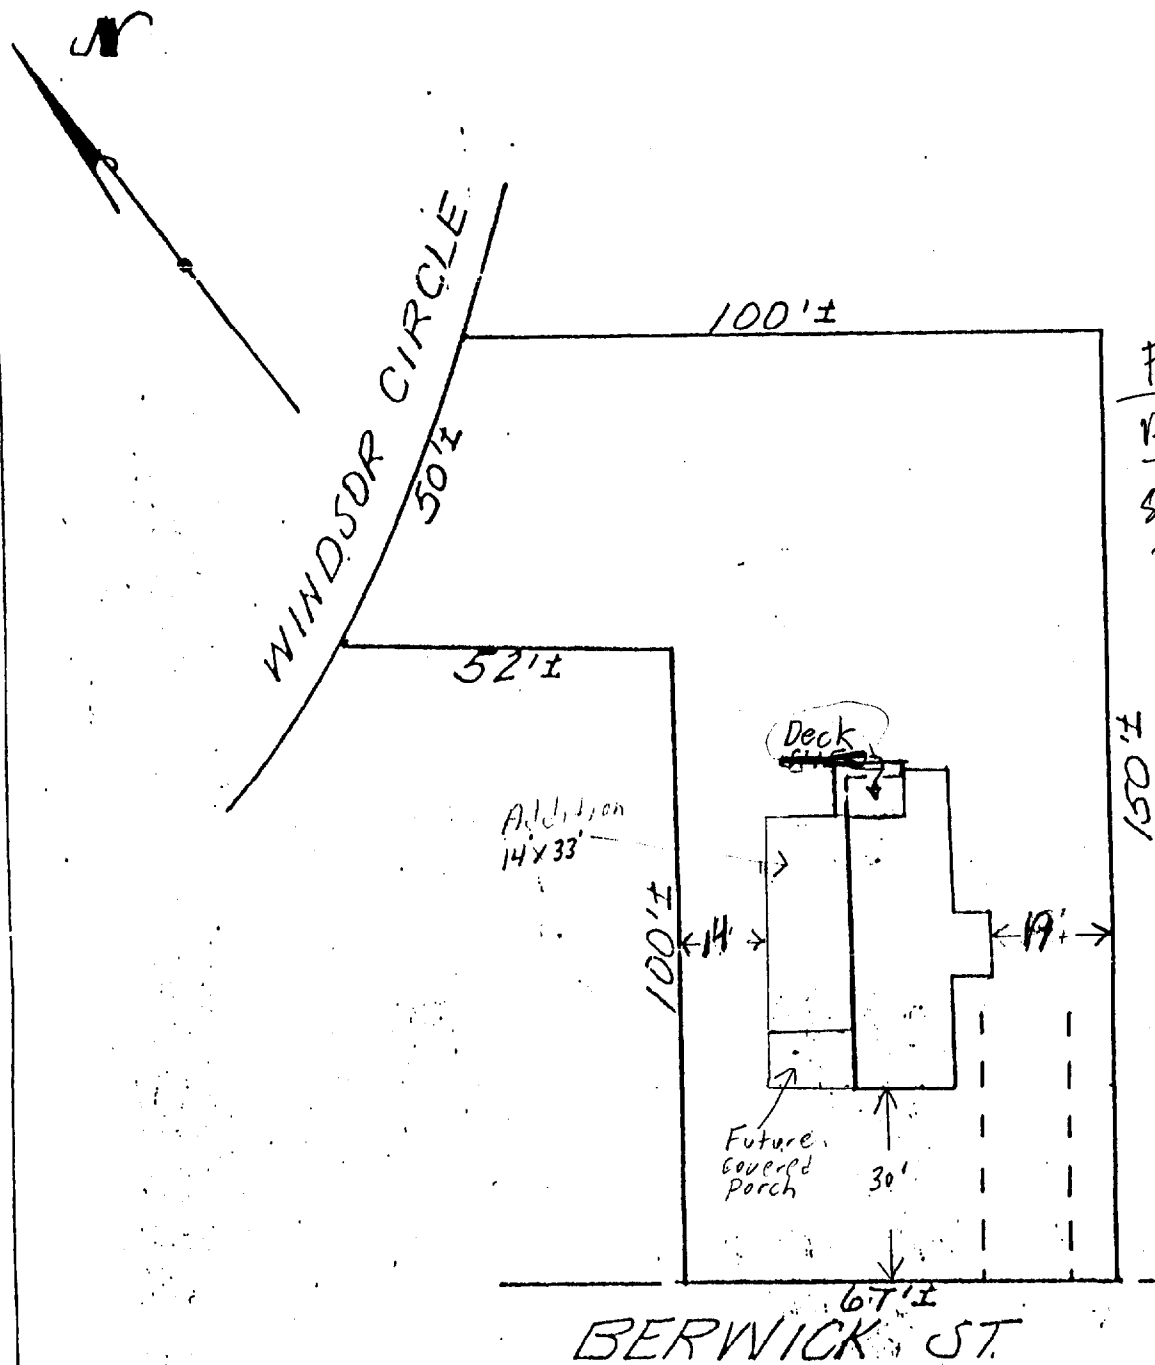 N
WINDSOR CIRCLE
100'±
50'±
52'±
Deck
Addition
14' x 33'
150'±
100'±
14'
19'±
Future
Covered
Porch
30'
67'±
BERWICK ST.